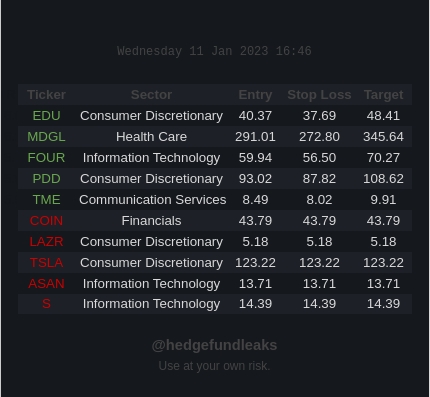 Wednesday 11 Jan 2023 16:46
Ticker Sector Entry Stop Loss Target
EDU Consumer Discretionary 40.37 37.69 48.41
MDGL Health Care 291.01 272.80 345.64
FOUR Information Technology 59.94 56.50 70.27
PDD Consumer Discretionary 93.02 87.82 108.62
TME Communication Services 8.49 8.02 9.91
COIN Financials 43.79 43.79 43.79
LAZR Consumer Discretionary 5.18 5.18 5.18
TSLA Consumer Discretionary 123.22 123.22 123.22
ASAN Information Technology 13.71 13.71 13.71
S Information Technology 14.39 14.39 14.39
@hedgefundleaks
Use at your own risk.